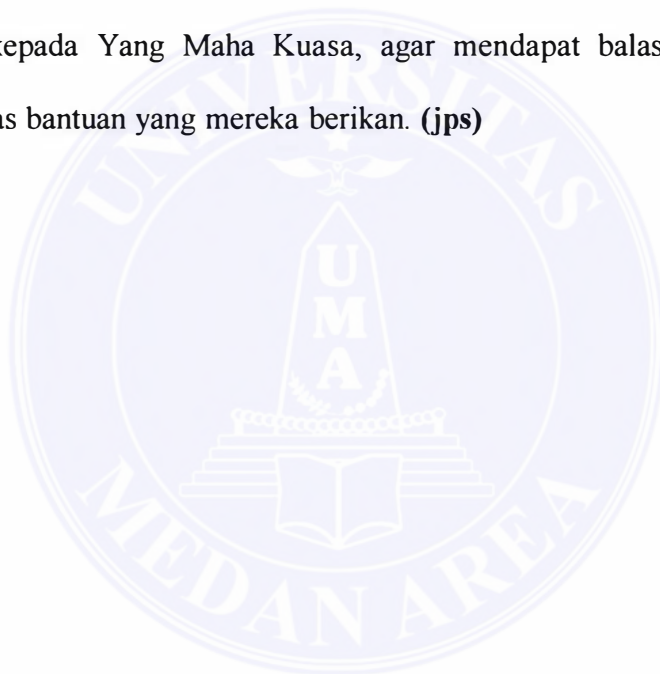 kepada Yang Maha Kuasa, agar mendapat balas
as bantuan yang mereka berikan. (jps)
UNIVERSITAS
UMA
MEDAN AREA